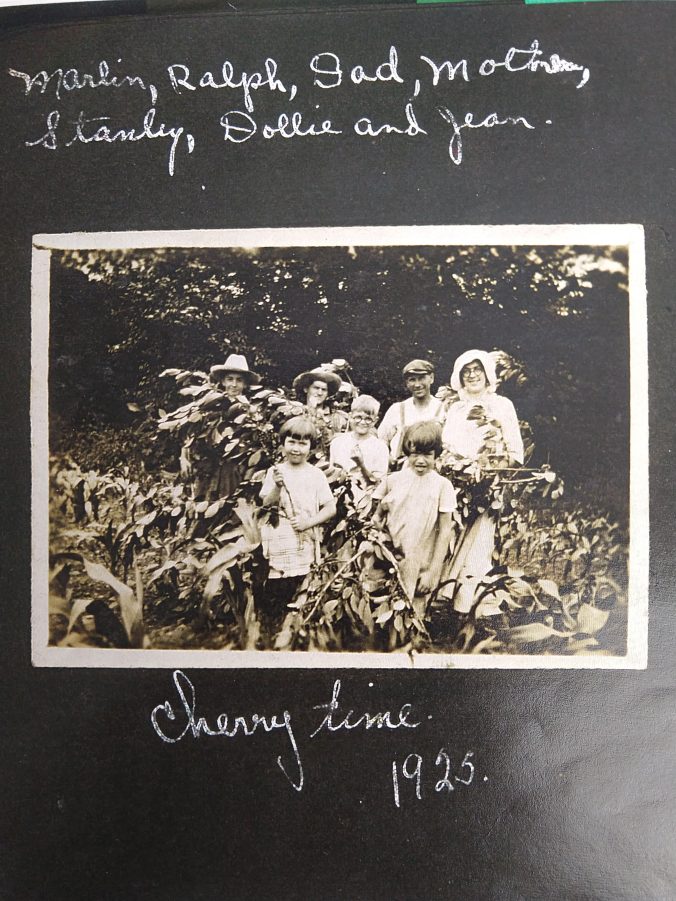 Marlin, Ralph, Dad, Mother,
Stanley, Dollie and Jean.
Cherry time.
1925.